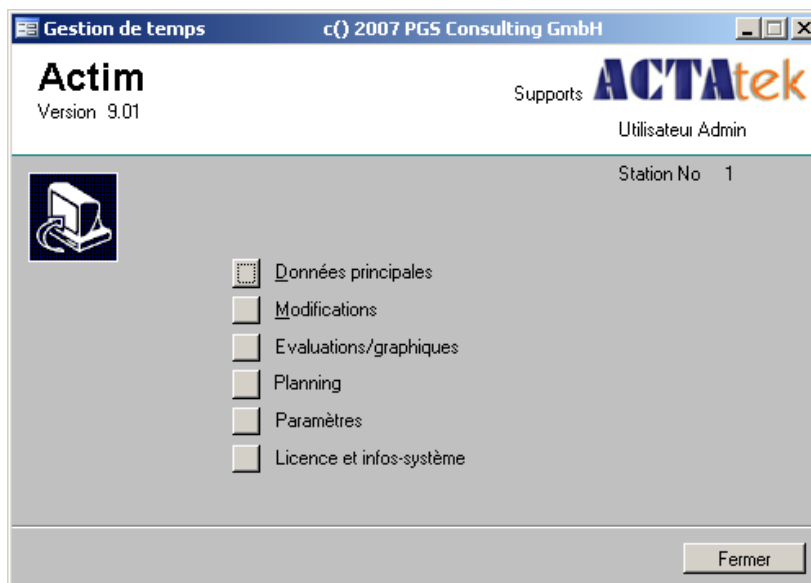 Gestion de temps c() 2007 PGS Consulting GmbH
Actim
Version 9.01
Supports ACTAtek
Utilisateur Admin
Station No 1
Données principales
Modifications
Evaluations/graphiques
Planning
Paramètres
Licence et infos-système
Fermer